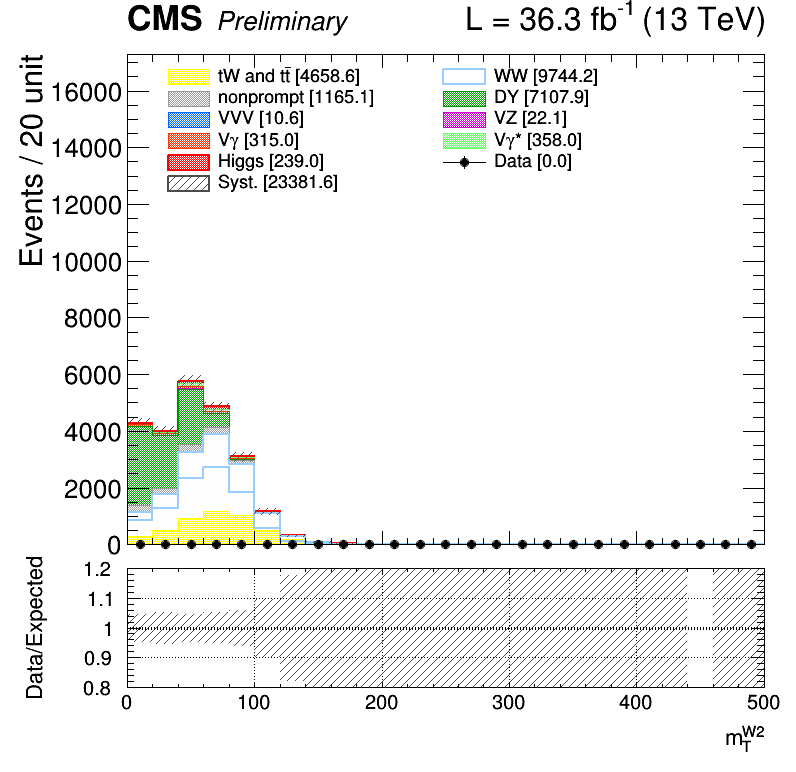 CMS Preliminary L = 36.3 fb⁻¹ (13 TeV)
Events / 20 unit
16000
14000
12000
10000
8000
6000
4000
2000
0
tW and tt̄ [4658.6]
nonprompt [1165.1]
VVV [10.6]
Vγ [315.0]
Higgs [239.0]
Syst. [23381.6]
WW [9744.2]
DY [7107.9]
VZ [22.1]
Vγ* [358.0]
Data [0.0]
Data/Expected
1.2
1.1
1
0.9
0.8
0 100 200 300 400 500
m_T^W2